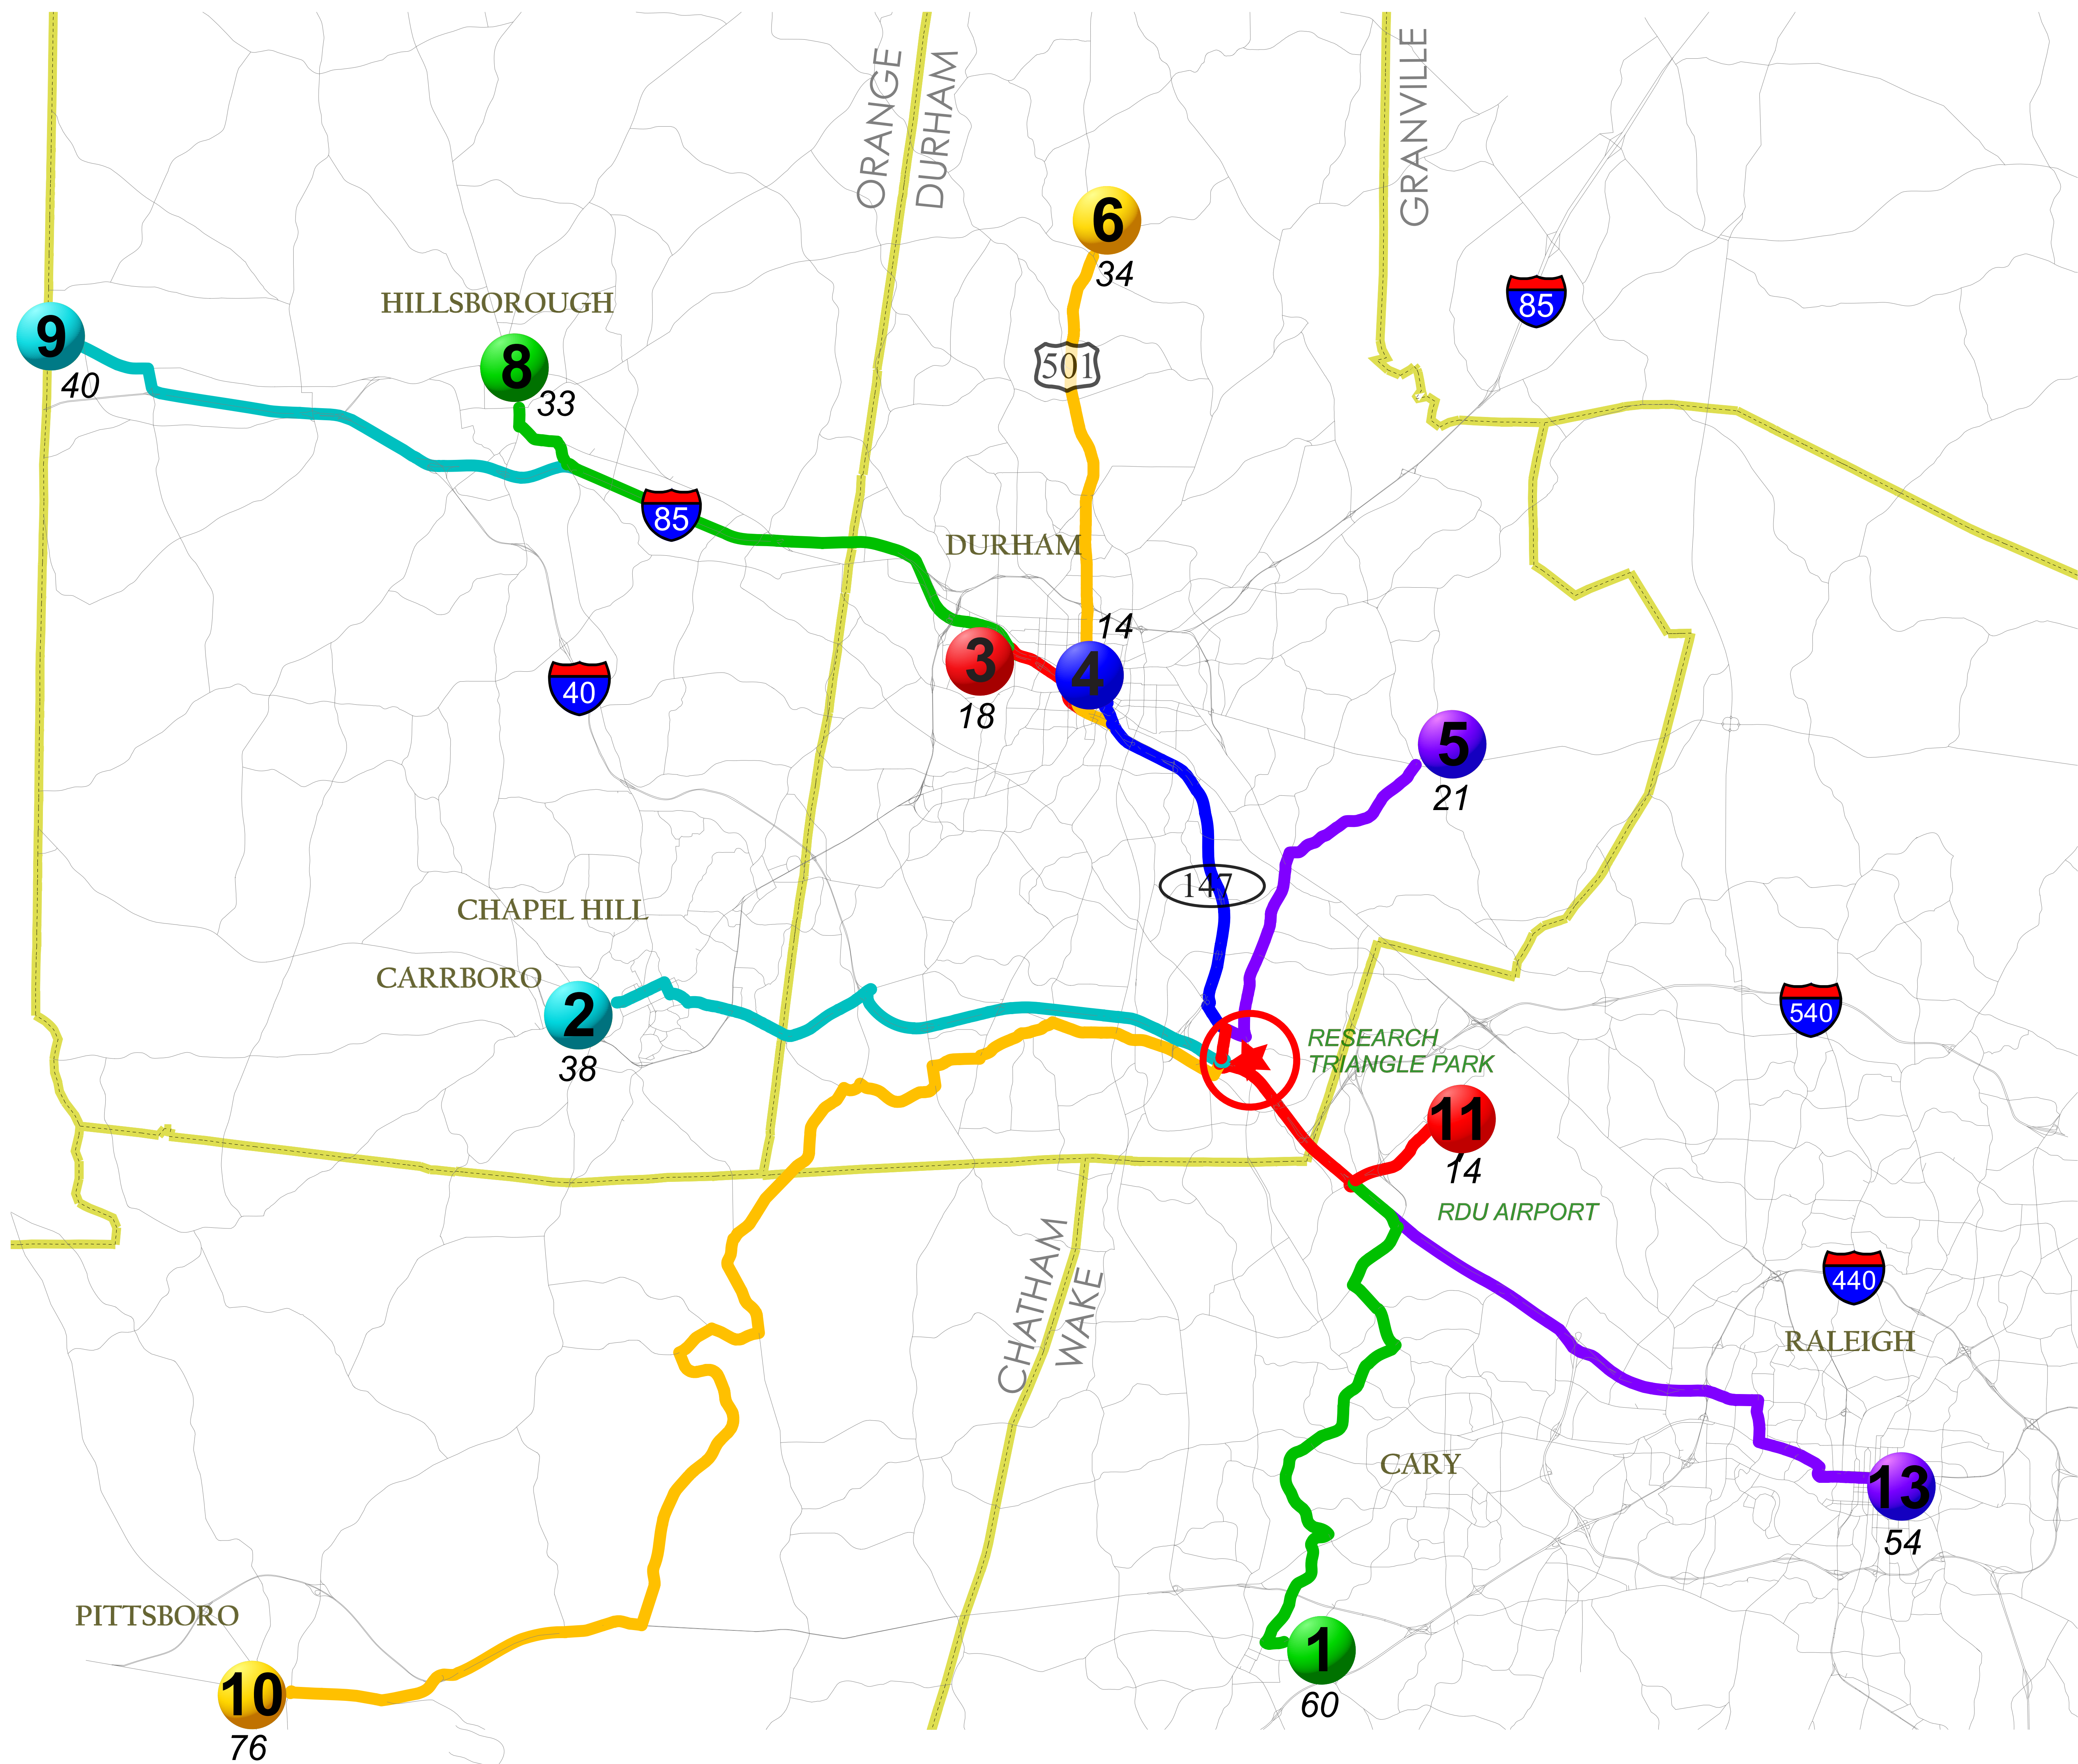 ORANGE
DURHAM
GRANVILLE
6
34
85
HILLSBOROUGH
9
40
8
33
501
85
DURHAM
14
3
4
18
40
5
21
147
CHAPEL HILL
CARRBORO
2
38
540
RESEARCH
TRIANGLE PARK
11
14
RDU AIRPORT
CHATHAM
WAKE
440
RALEIGH
CARY
13
54
PITTSBORO
10
76
1
60